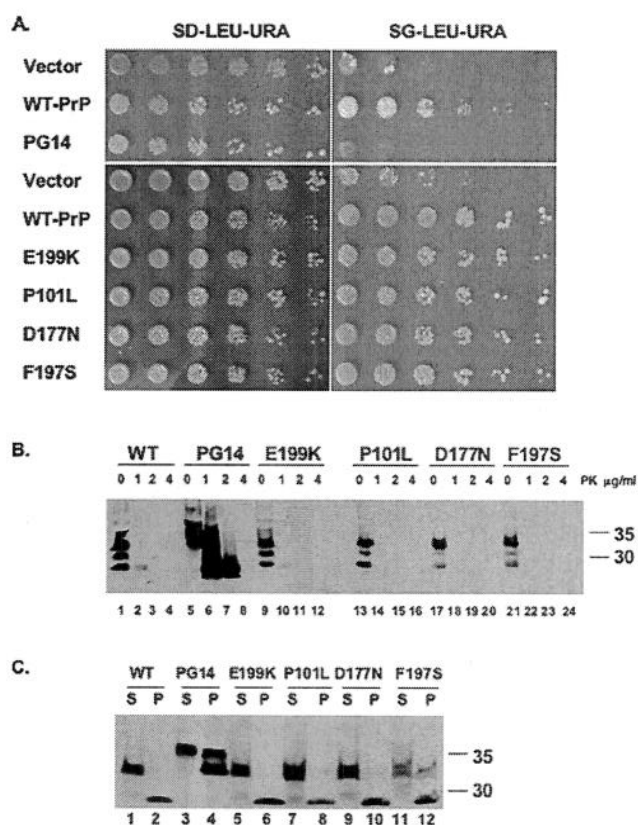 A.
SD-LEU-URA SG-LEU-URA
Vector
WT-PrP
PG14
Vector
WT-PrP
E199K
P101L
D177N
F197S
B.
WT PG14 E199K P101L D177N F197S
0 1 2 4 0 1 2 4 0 1 2 4 0 1 2 4 0 1 2 4 0 1 2 4 PK µg/ml
35
30
1 2 3 4 5 6 7 8 9 10 11 12 13 14 15 16 17 18 19 20 21 22 23 24
C.
WT PG14 E199K P101L D177N F197S
S P S P S P S P S P S P
35
30
1 2 3 4 5 6 7 8 9 10 11 12